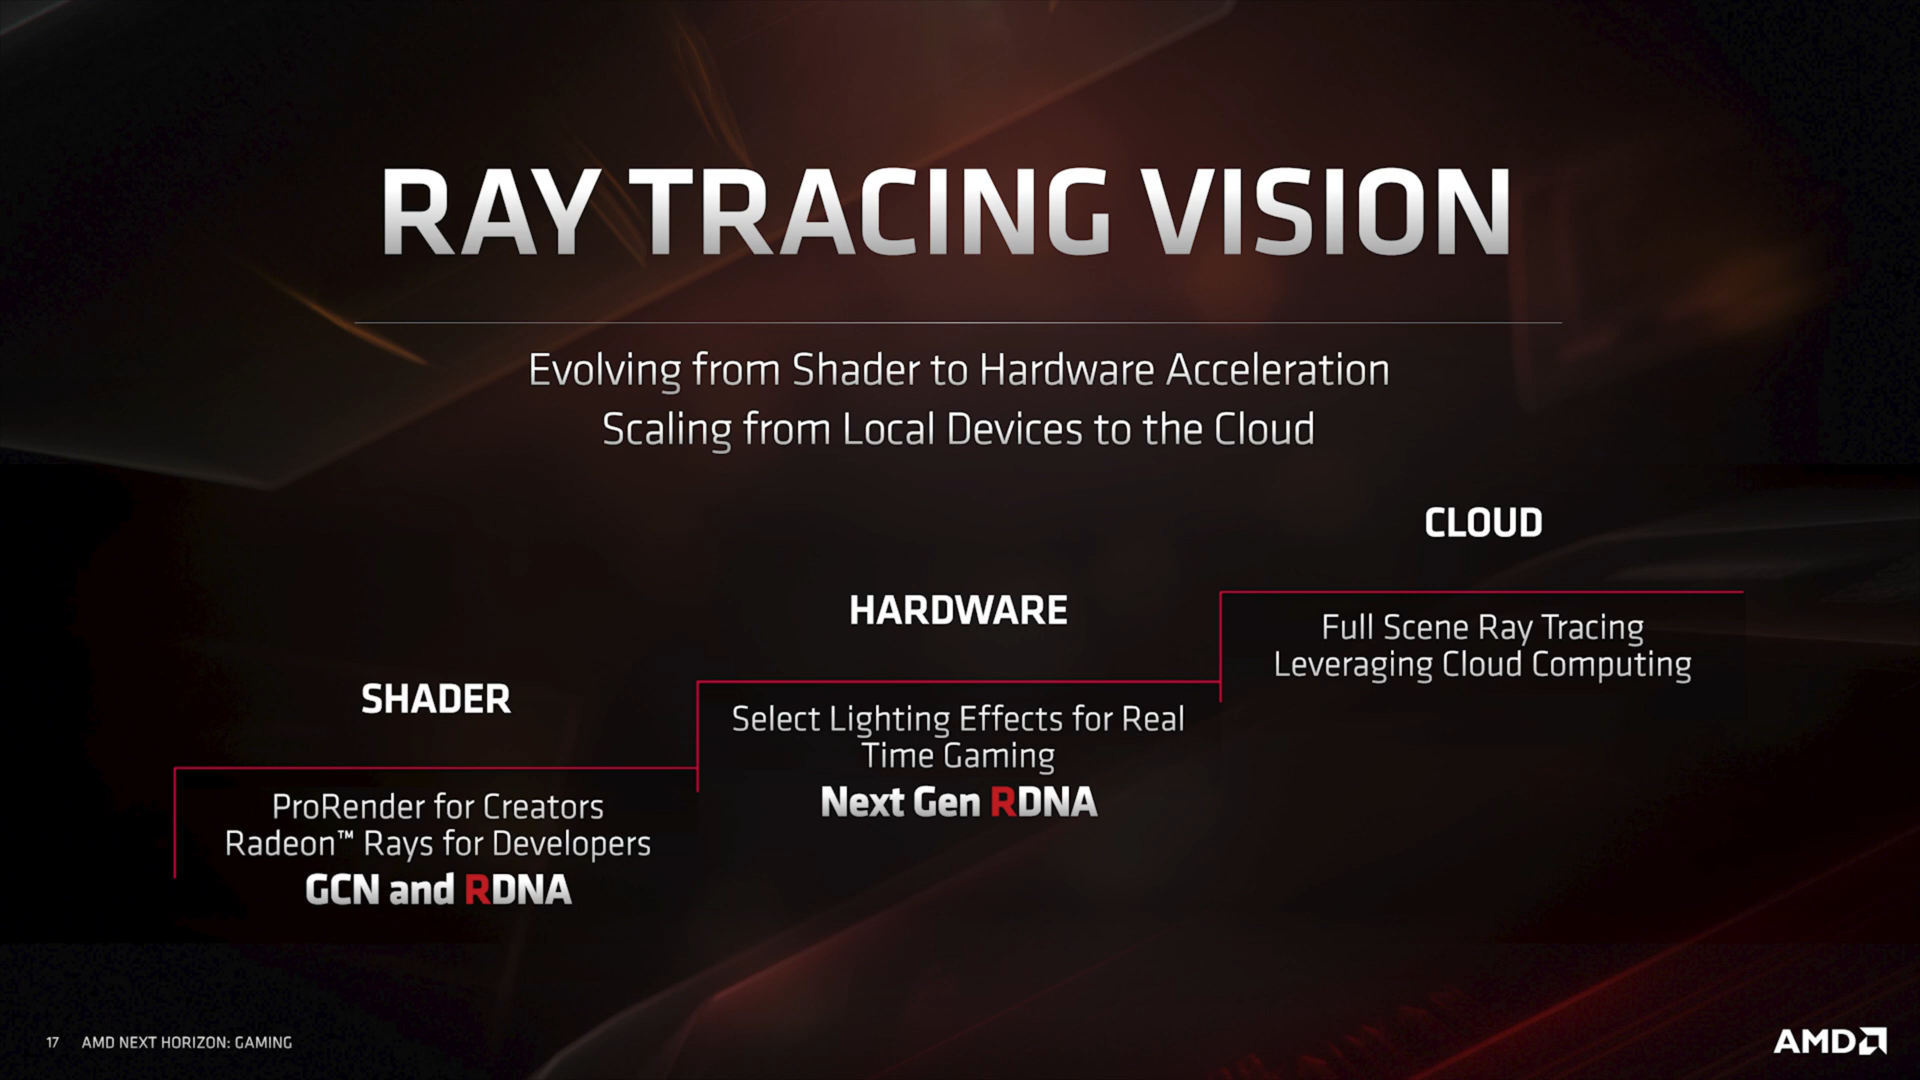 RAY TRACING VISION
Evolving from Shader to Hardware Acceleration
Scaling from Local Devices to the Cloud
SHADER
ProRender for Creators
Radeon™ Rays for Developers
GCN and RDNA
HARDWARE
Select Lighting Effects for Real
Time Gaming
Next Gen RDNA
CLOUD
Full Scene Ray Tracing
Leveraging Cloud Computing
17 AMD NEXT HORIZON: GAMING
AMD